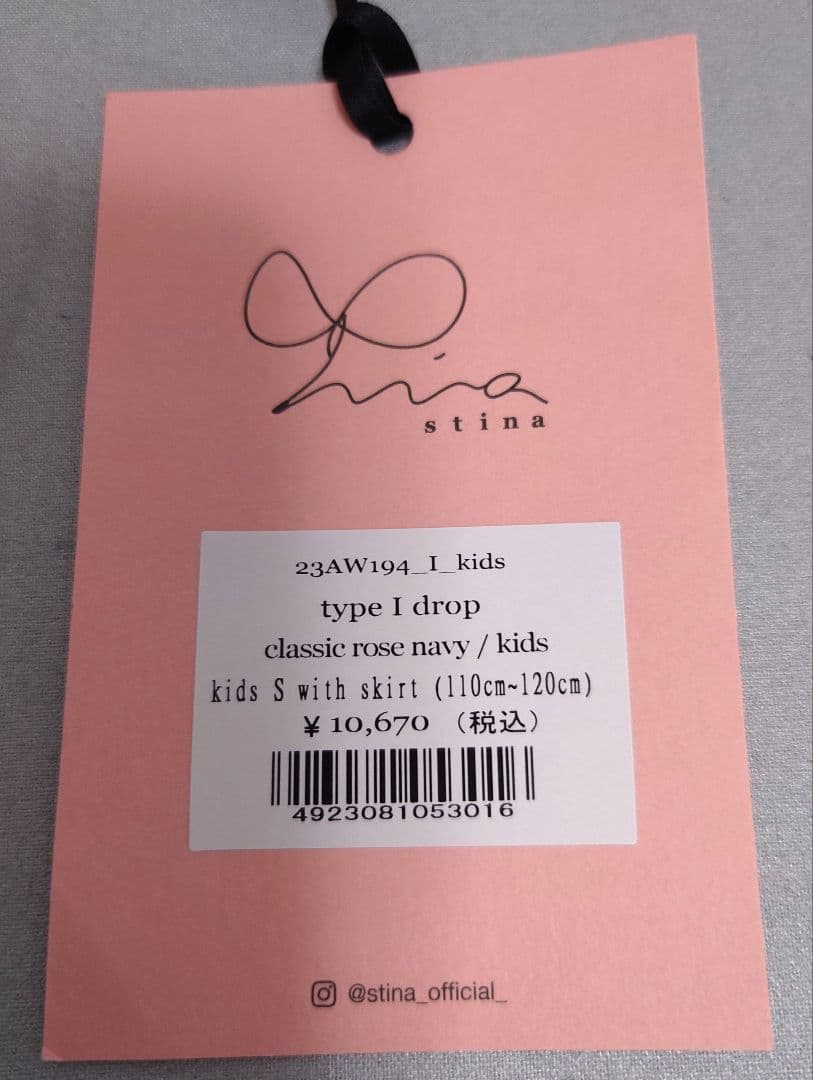 stina
stina
23AW194_I_kids
type I drop
classic rose navy / kids
kids S with skirt (110cm~120cm)
¥ 10,670 （税込）
4923081053016
@stina_official_